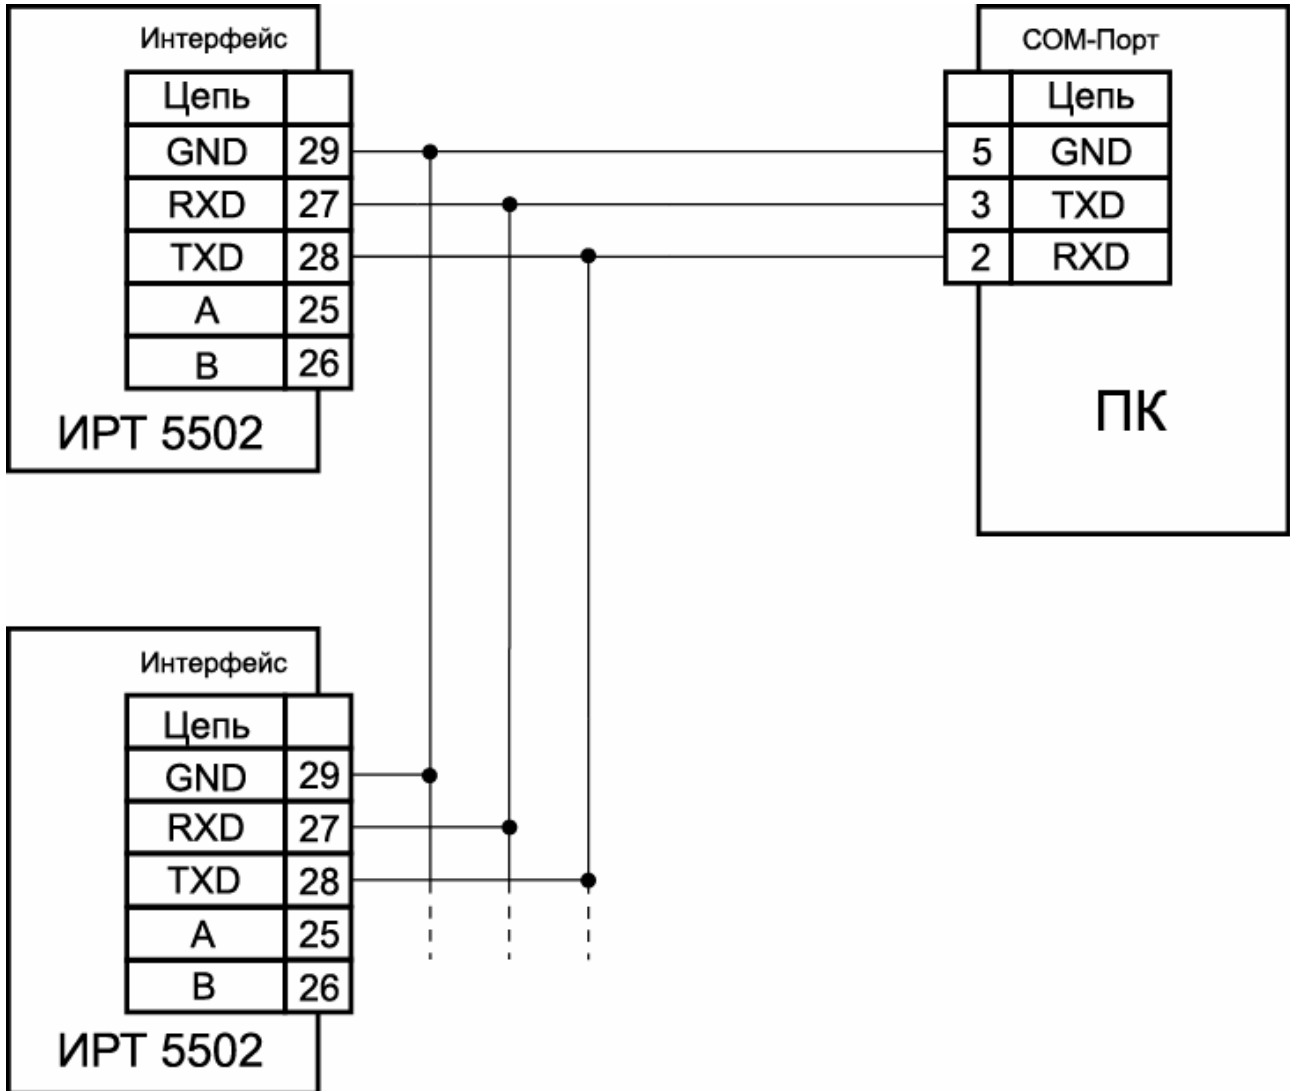 Интерфейс
Цепь
GND 29
RXD 27
TXD 28
A 25
B 26
ИРТ 5502
COM-Порт
Цепь
5 GND
3 TXD
2 RXD
ПК
Интерфейс
Цепь
GND 29
RXD 27
TXD 28
A 25
B 26
ИРТ 5502